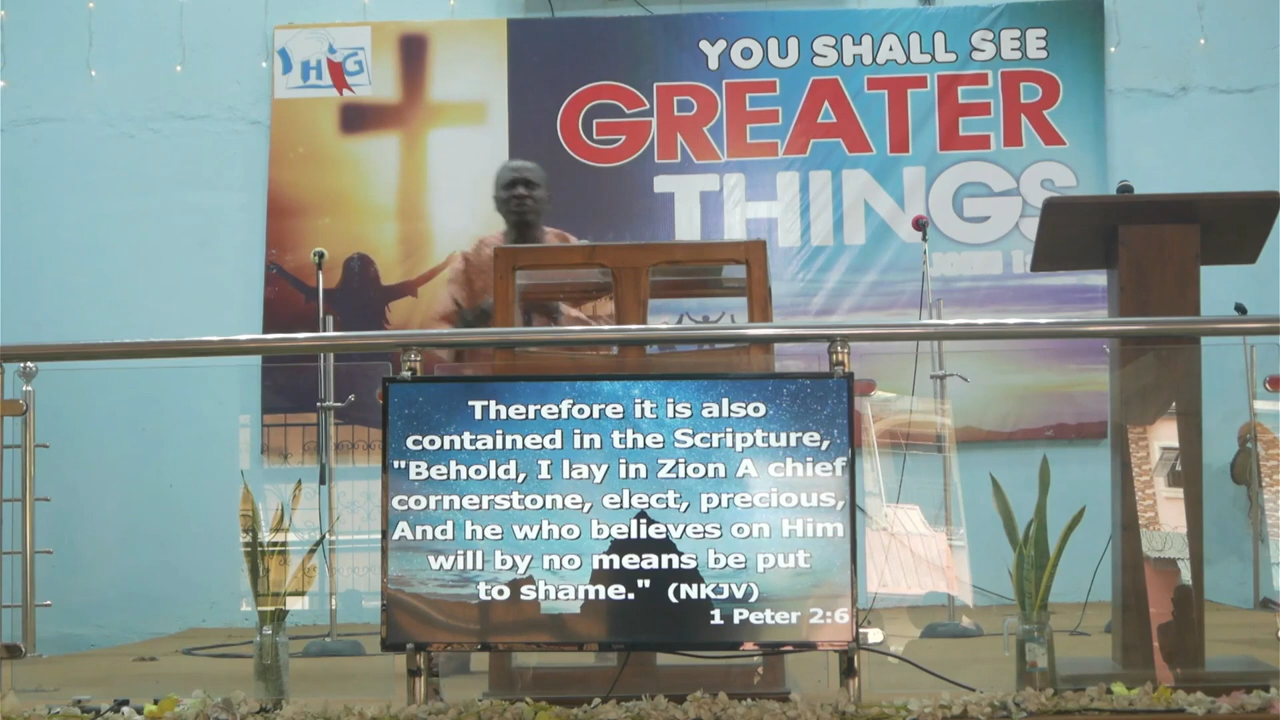 HG
YOU SHALL SEE
GREATER
THINGS
Therefore it is also
contained in the Scripture,
"Behold, I lay in Zion A chief
cornerstone, elect, precious,
And he who believes on Him
will by no means be put
to shame." (NKJV)
1 Peter 2:6